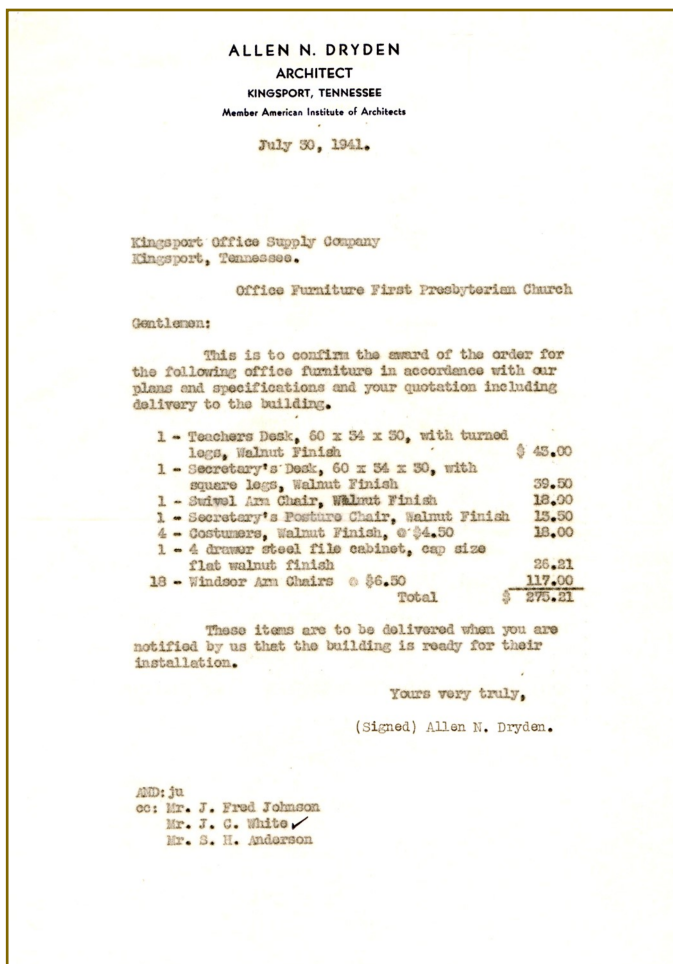 ALLEN N. DRYDEN
ARCHITECT
KINGSPORT, TENNESSEE
Member American Institute of Architects
July 30, 1941.
Kingsport Office Supply Company
Kingsport, Tennessee.
Office Furniture First Presbyterian Church
Gentlemen:
This is to confirm the award of the order for
the following office furniture in accordance with our
plans and specifications and your quotation including
delivery to the building.
1 - Teachers Desk, 60 x 34 x 30, with turned
legs, Walnut Finish $ 43.00
1 - Secretary's Desk, 60 x 34 x 30, with
square legs, Walnut Finish 39.50
1 - Swivel Arm Chair, Walnut Finish 18.00
1 - Secretary's Posture Chair, Walnut Finish 13.50
4 - Costumers, Walnut Finish, @ $4.50 18.00
1 - 4 drawer steel file cabinet, cap size
flat walnut finish 26.21
18 - Windsor Arm Chairs @ $6.50 117.00
Total $ 275.21
These items are to be delivered when you are
notified by us that the building is ready for their
installation.
Yours very truly,
(Signed) Allen N. Dryden.
AND:ju
cc: Mr. J. Fred Johnson
Mr. J. C. White ✓
Mr. S. H. Anderson